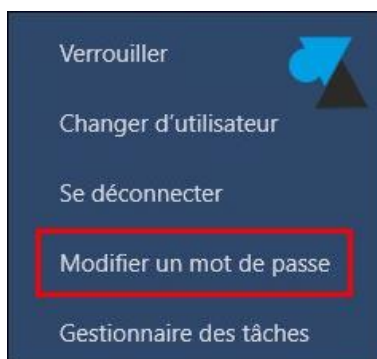 Verrouiller
Changer d'utilisateur
Se déconnecter
Modifier un mot de passe
Gestionnaire des tâches